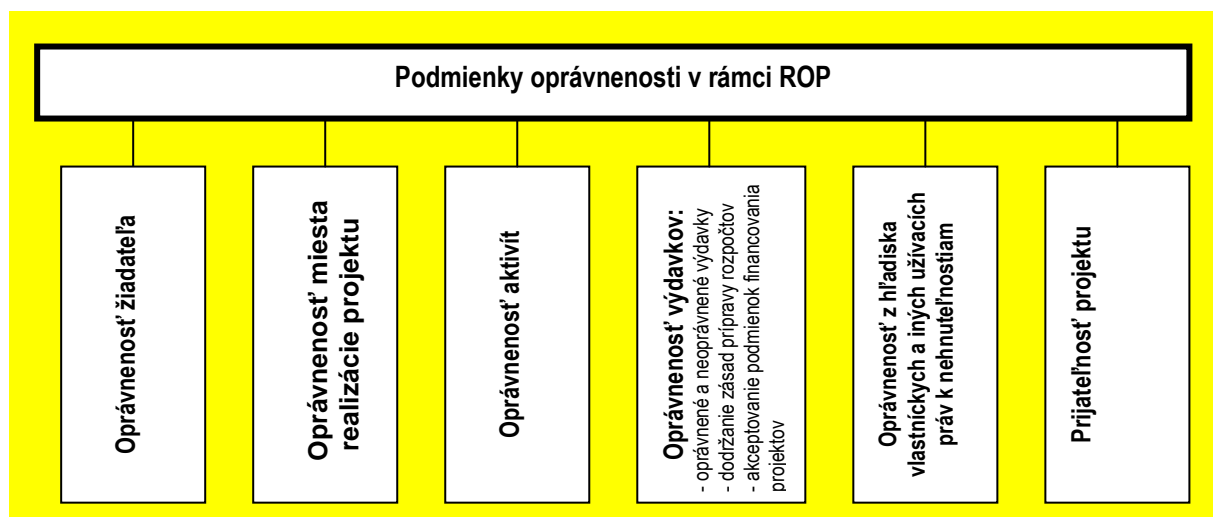 Podmienky oprávnenosti v rámci ROP
Oprávnenosť žiadateľa
Oprávnenosť miesta
realizácie projektu
Oprávnenosť aktivít
Oprávnenosť výdavkov:
- oprávnené a neoprávnené výdavky
- dodržanie zásad prípravy rozpočtov
- akceptovanie podmienok financovania
projektov
Oprávnenosť z hľadiska
vlastníckych a iných užívacích
práv k nehnuteľnostiam
Prijateľnosť projektu